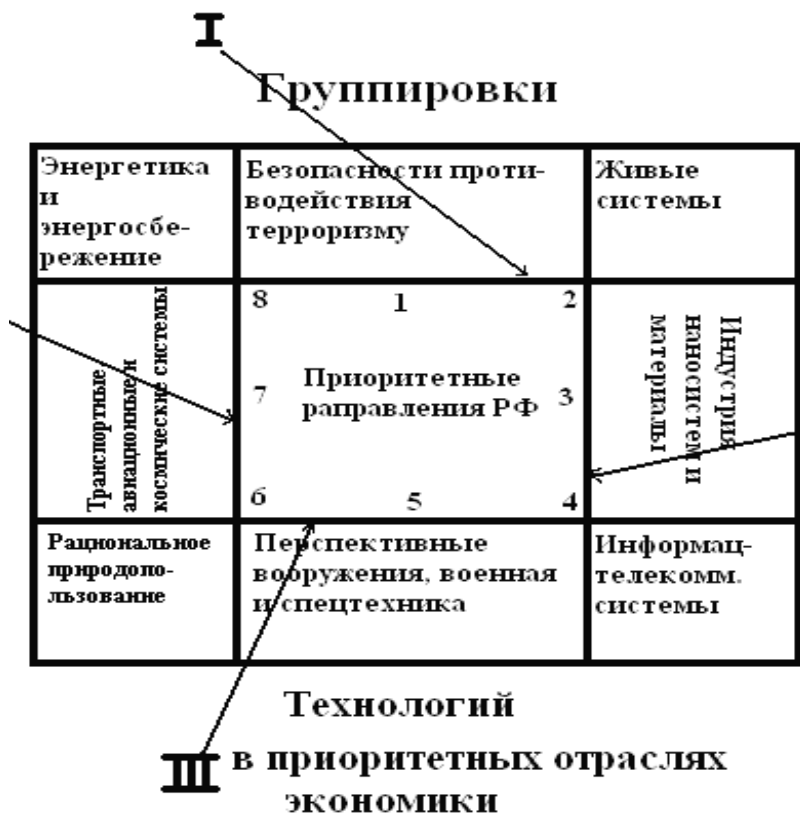 I
Группировки
Энергетика
и
энергосбе-
режение
Безопасности проти-
водействия
терроризму
Живые
системы
Транспортные
авиационные и
космические системы
8 1 2
7 Приоритетные 3
раправления РФ
6 5 4
Индустрия
наносистем и
материалы
Рациональное
природопо-
льзование
Перспективные
вооружения, военная
и спецтехника
Информац-
телекомм.
системы
Технологий
III в приоритетных отраслях
экономики